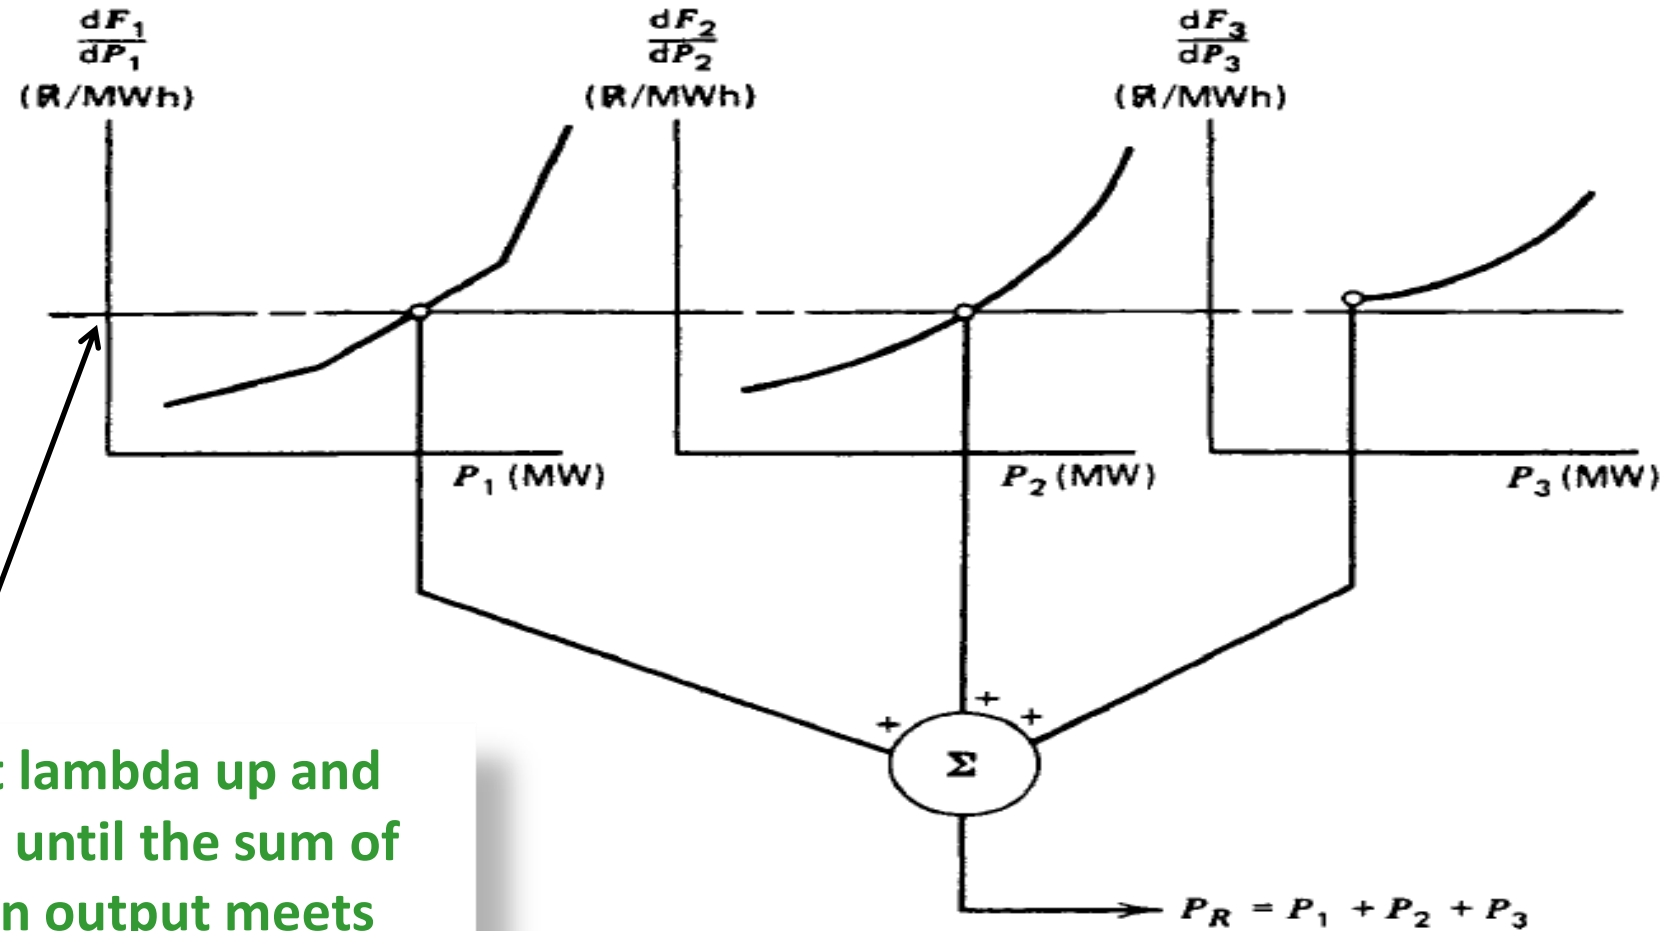 dF₁
dP₁
(R/MWh)
dF₂
dP₂
(R/MWh)
dF₃
dP₃
(R/MWh)
P₁ (MW)
P₂ (MW)
P₃ (MW)
+
+
+
Σ
lambda up and
until the sum of
output meets
P_R = P₁ + P₂ + P₃